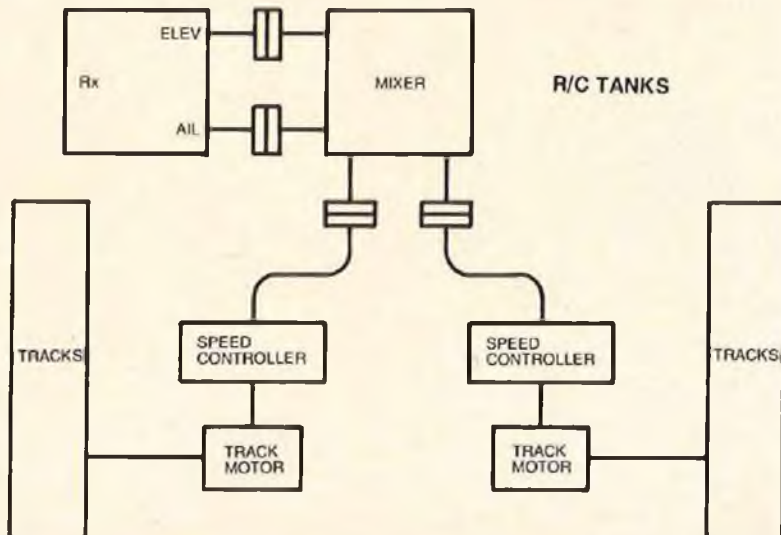 ELEV
Rx
MIXER
R/C TANKS
AIL
SPEED
CONTROLLER
SPEED
CONTROLLER
TRACKS
TRACKS
TRACK
MOTOR
TRACK
MOTOR